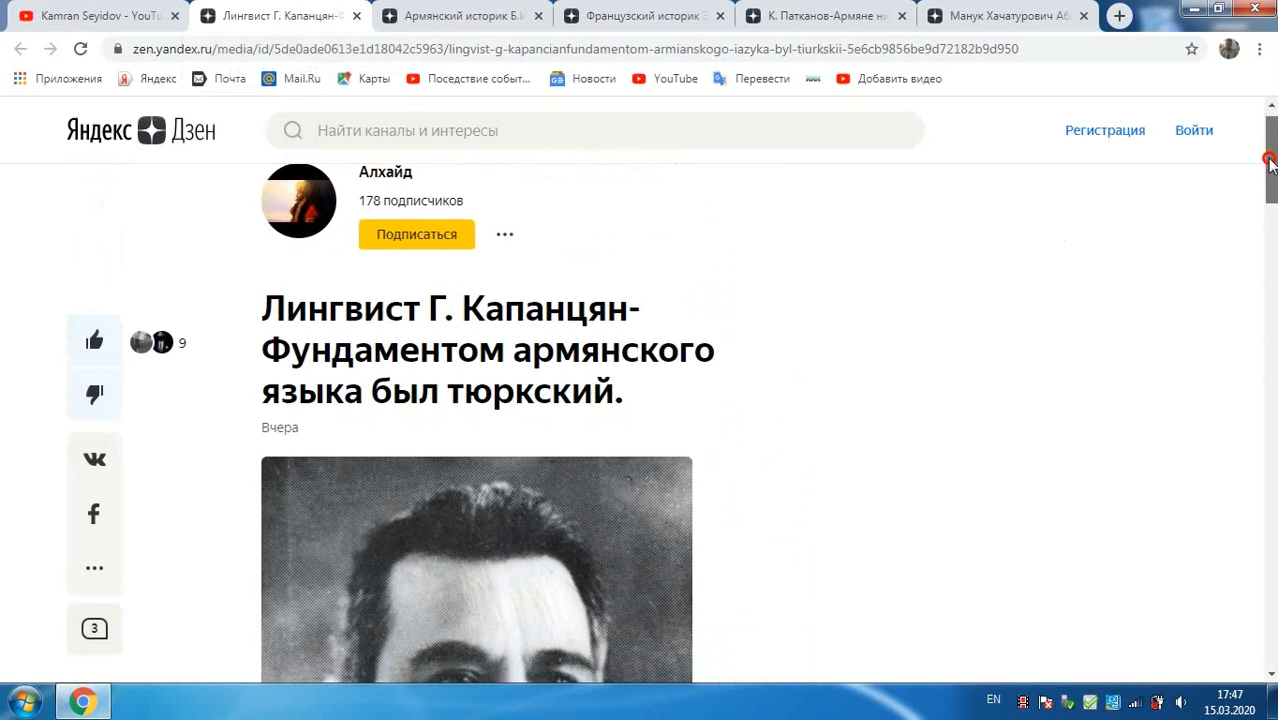 Kamran Seyidov - YouTu
Лингвист Г. Капанцян-Ф
Армянский историк Е.К
Французский историк Э
К. Патканов-Армяне ни
Манук Хачатурович Аб
zen.yandex.ru/media/id/5de0ade0613e1d18042c5963/lingvist-g-kapancianfundamentom-armianskogo-iazyka-byl-tiurkskii-5e6cb9856be9d72182b9d950
Приложения
Яндекс
Почта
Mail.Ru
Карты
Последствие событ...
Новости
YouTube
Перевести
Добавить видео
Яндекс Дзен
Найти каналы и интересы
Регистрация
Войти
Алхайд
178 подписчиков
Подписаться
Лингвист Г. Капанцян-
Фундаментом армянского
языка был тюркский.
Вчера
9
3
EN
17:47
15.03.2020